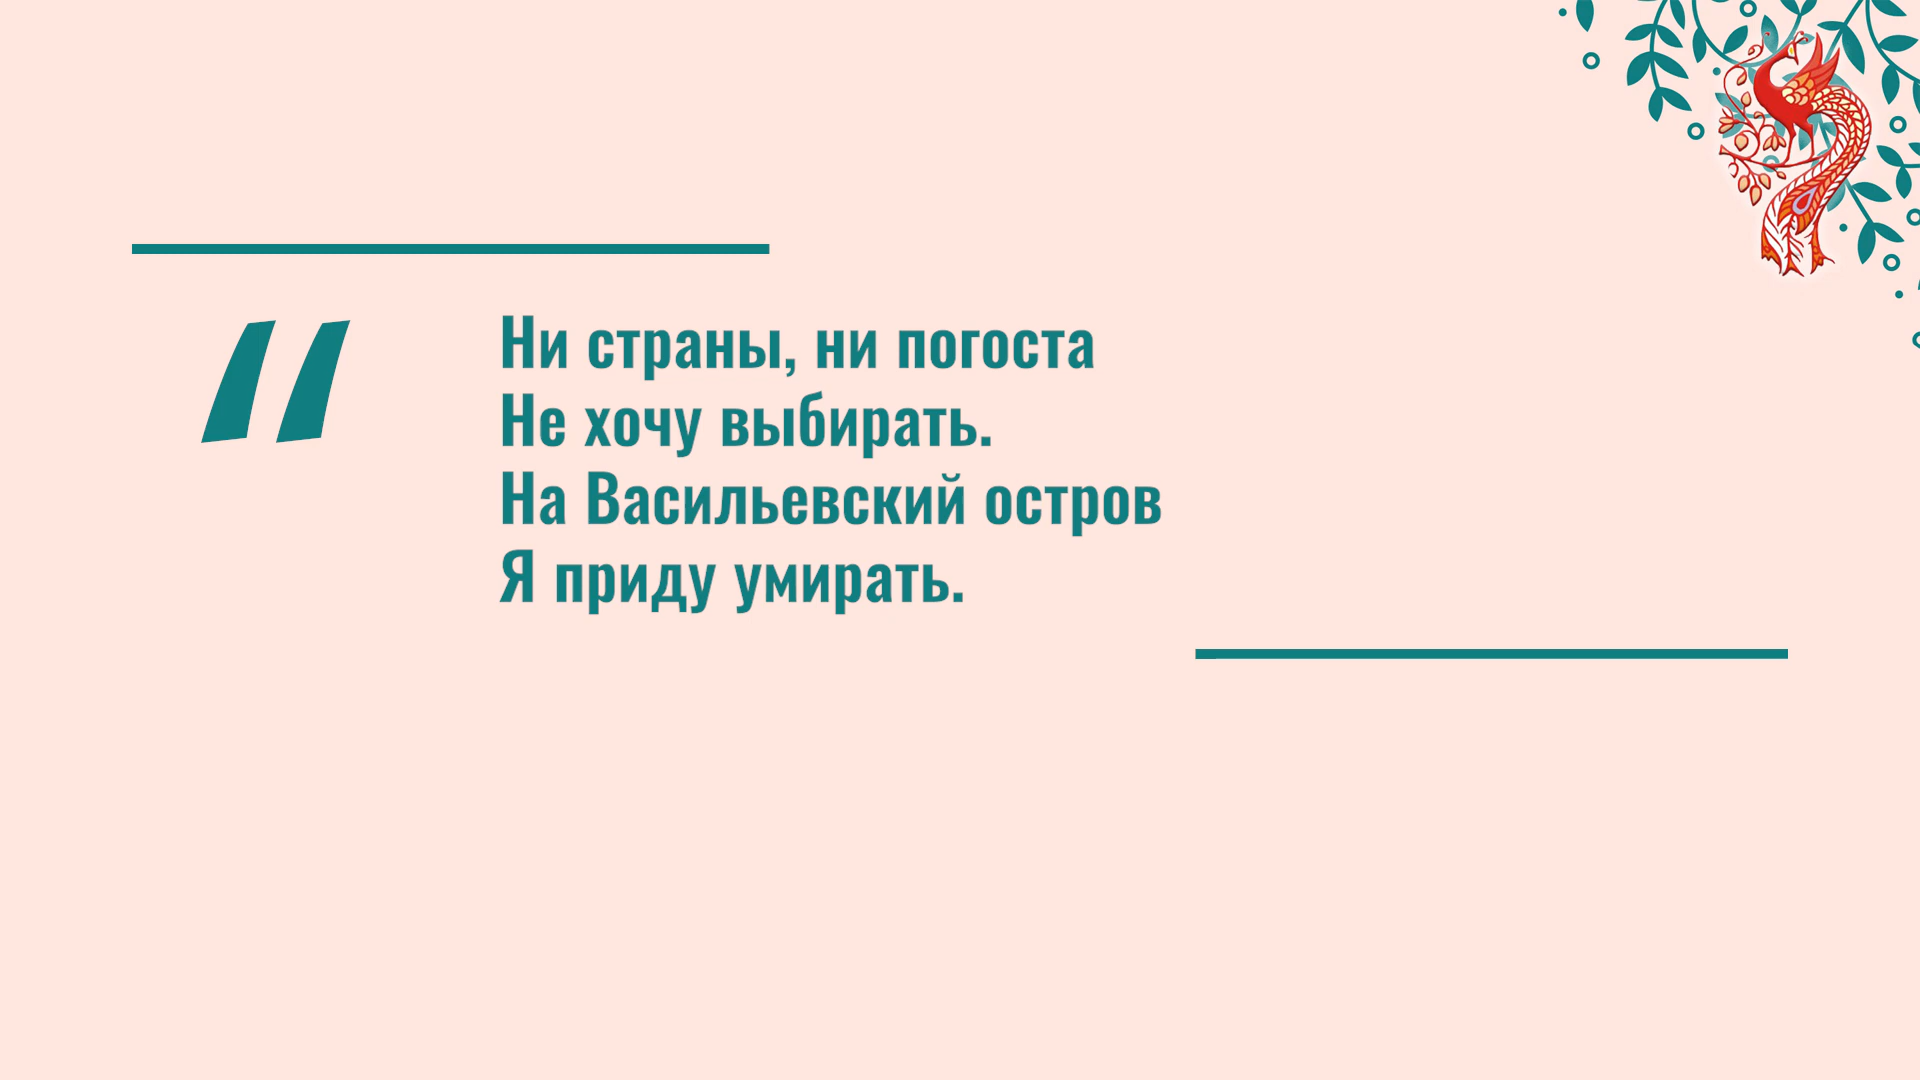 “
Ни страны, ни погоста
Не хочу выбирать.
На Васильевский остров
Я приду умирать.